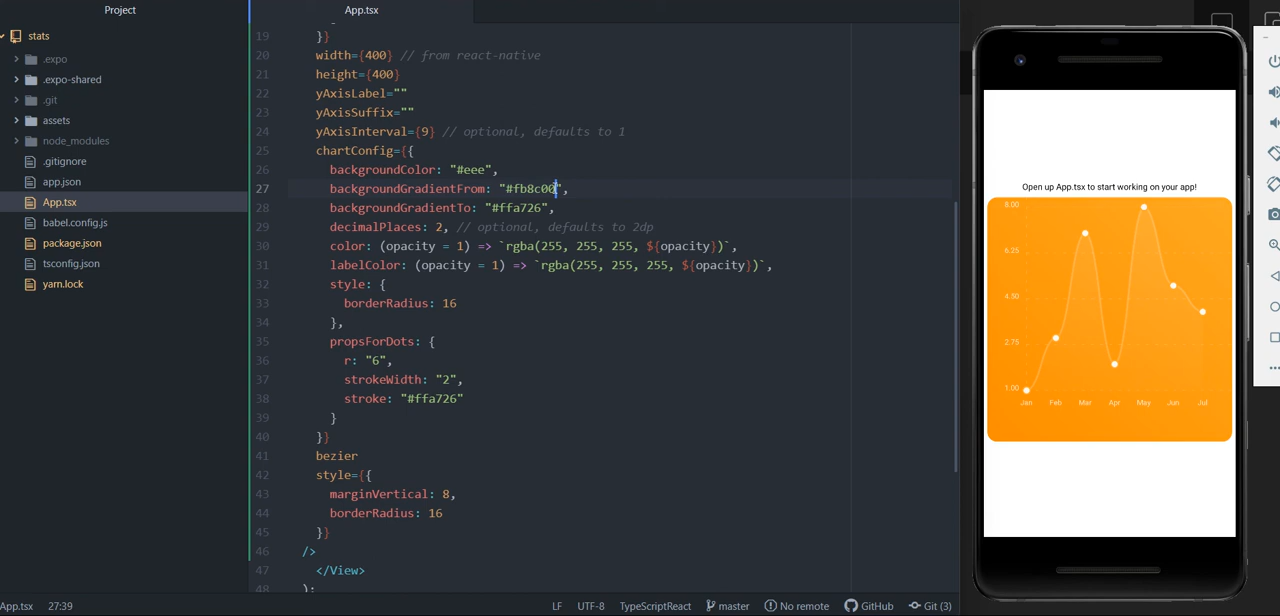 Project
App.tsx
stats
.expo
.expo-shared
.git
assets
node_modules
.gitignore
app.json
App.tsx
babel.config.js
package.json
tsconfig.json
yarn.lock
19 }}
20 width={400} // from react-native
21 height={400}
22 yAxisLabel=""
23 yAxisSuffix=""
24 yAxisInterval={9} // optional, defaults to 1
25 chartConfig={{
26 backgroundColor: "#eee",
27 backgroundGradientFrom: "#fb8c00",
28 backgroundGradientTo: "#ffa726",
29 decimalPlaces: 2, // optional, defaults to 2dp
30 color: (opacity = 1) => `rgba(255, 255, 255, ${opacity})`,
31 labelColor: (opacity = 1) => `rgba(255, 255, 255, ${opacity})`,
32 style: {
33 borderRadius: 16
34 },
35 propsForDots: {
36 r: "6",
37 strokeWidth: "2",
38 stroke: "#ffa726"
39 }
40 }}
41 bezier
42 style={{
43 marginVertical: 8,
44 borderRadius: 16
45 }}
46 />
47 </View>
48 );
Open up App.tsx to start working on your app!
8.00
6.25
4.50
2.75
1.00
Jan Feb Mar Apr May Jun Jul
App.tsx 27:39 LF UTF-8 TypeScriptReact master No remote GitHub Git (3)